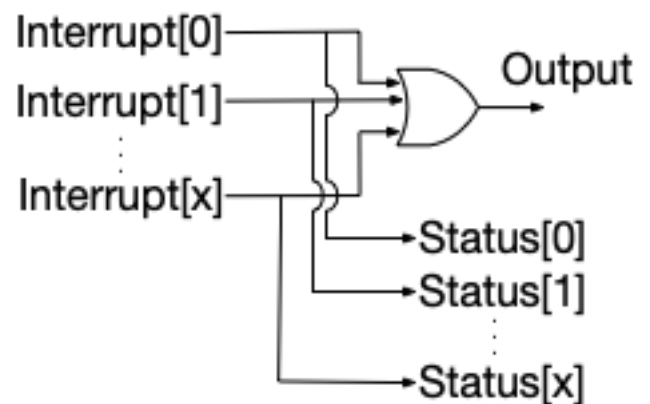 Interrupt[0]
Output
Interrupt[1]
Interrupt[x]
Status[0]
Status[1]
Status[x]